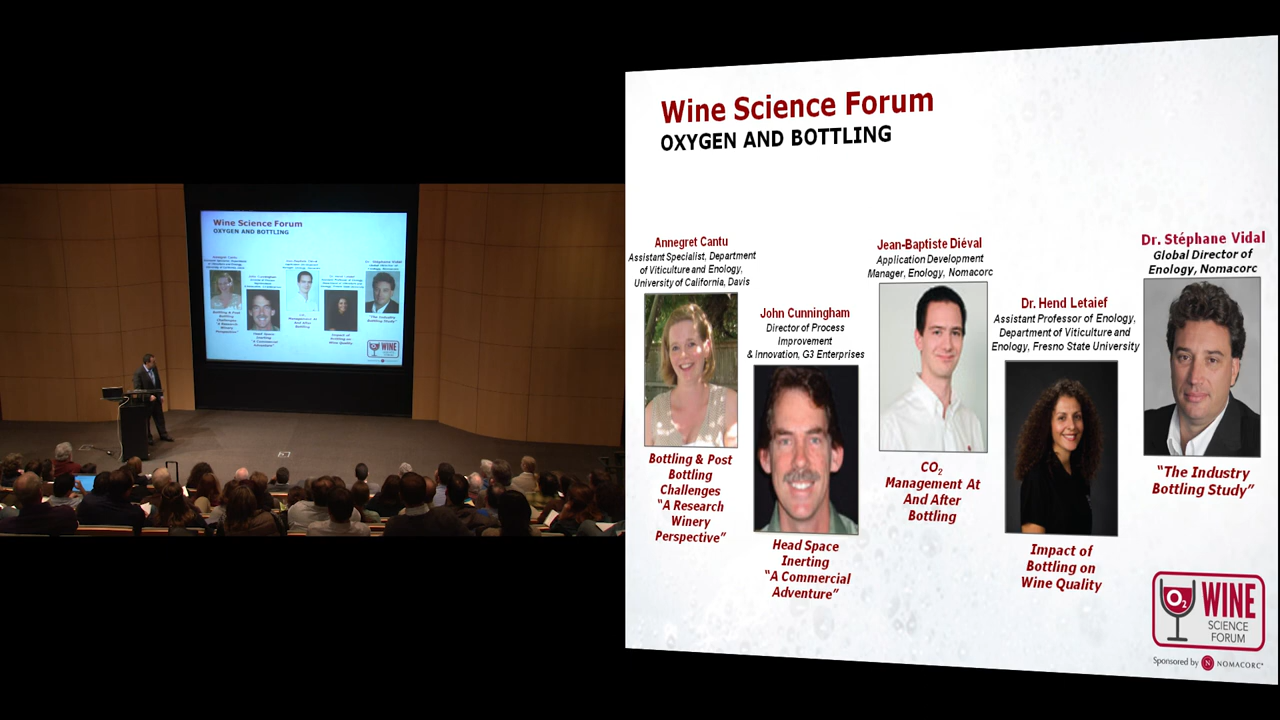 Wine Science Forum
OXYGEN AND BOTTLING
Annegret Cantu
Assistant Specialist, Department
of Viticulture and Enology,
University of California, Davis
Bottling & Post
Bottling
Challenges
“A Research
Winery
Perspective”
John Cunningham
Director of Process
Improvement
& Innovation, G3 Enterprises
Head Space
Inerting
“A Commercial
Adventure”
Jean-Baptiste Diéval
Application Development
Manager, Enology, Nomacorc
CO2
Management At
And After
Bottling
Dr. Hend Letaief
Assistant Professor of Enology,
Department of Viticulture and
Enology, Fresno State University
Impact of
Bottling on
Wine Quality
Dr. Stéphane Vidal
Global Director of
Enology, Nomacorc
“The Industry
Bottling Study”
O2
WINE
SCIENCE
FORUM
Sponsored by N NOMACORC
Wine Science Forum
OXYGEN AND BOTTLING